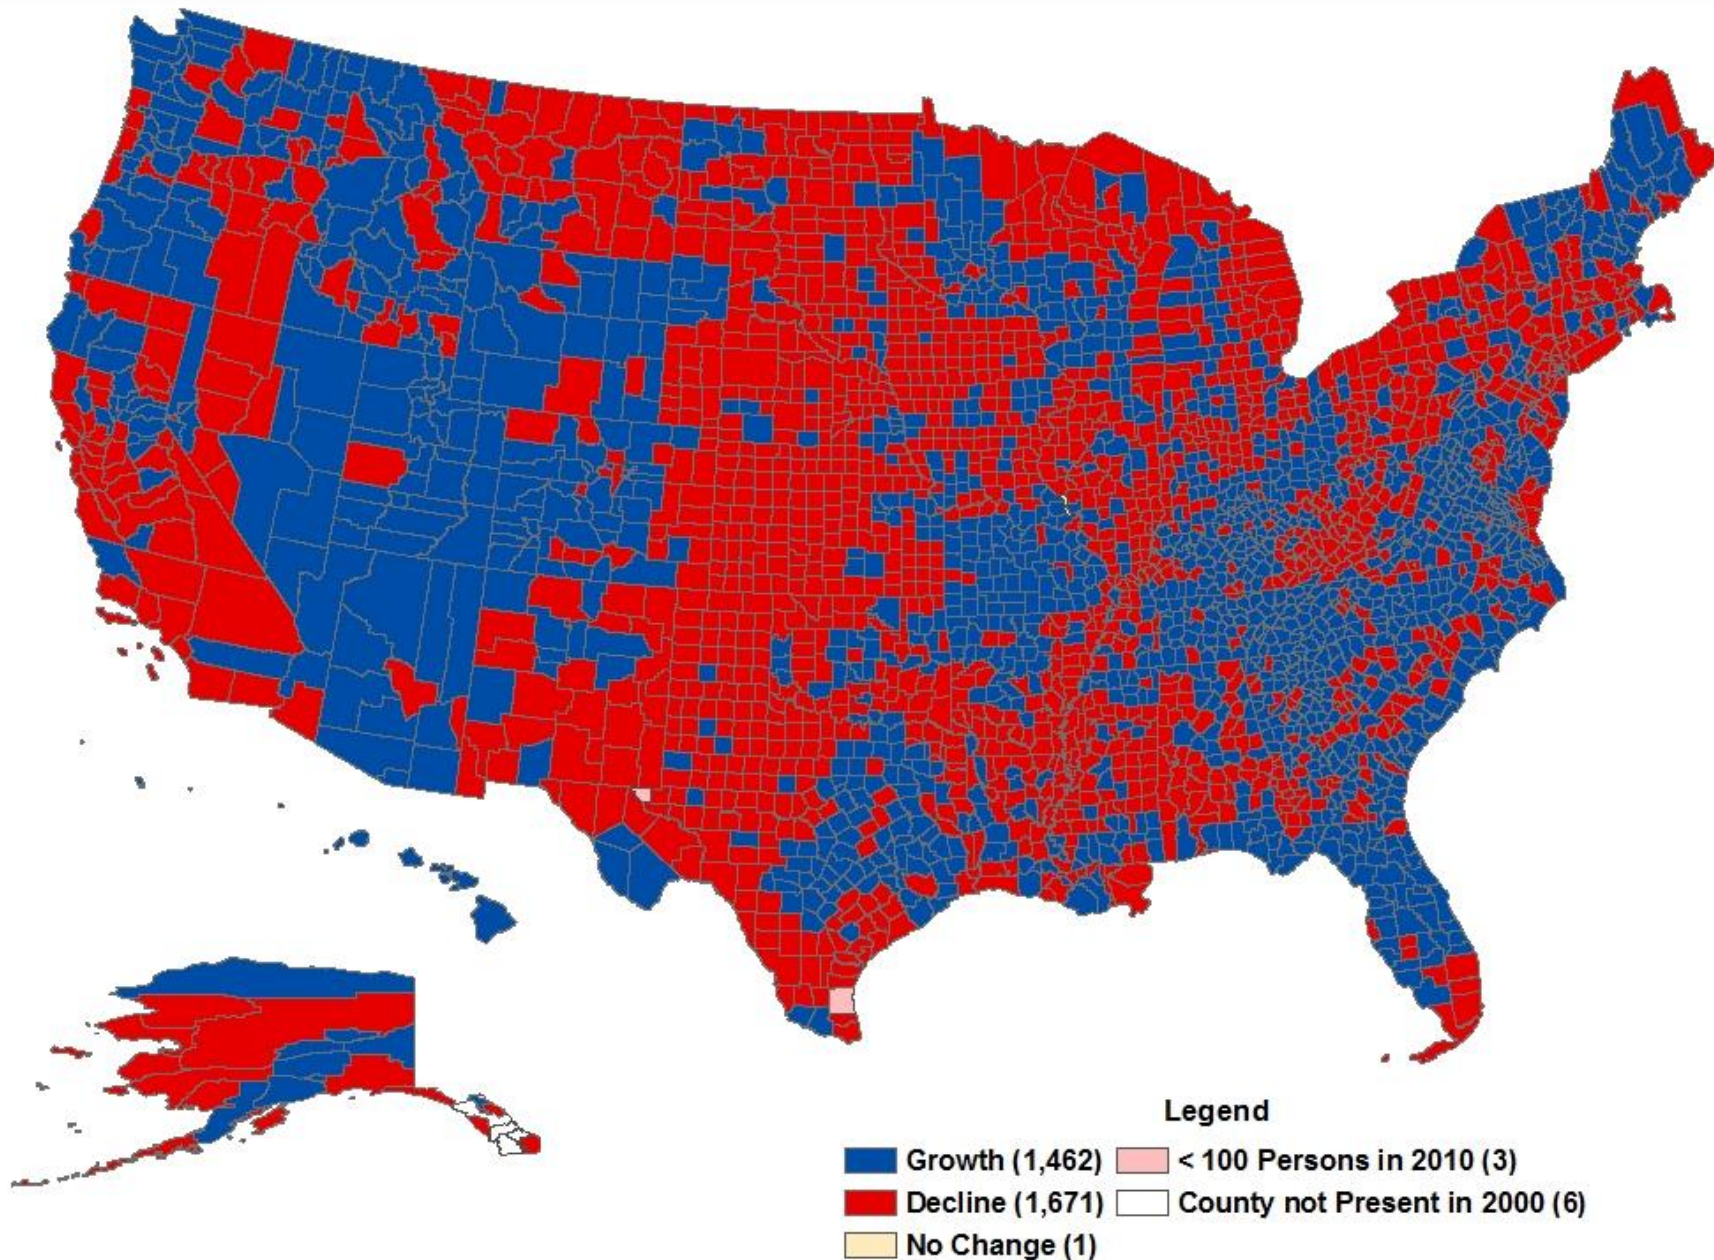 Legend
Growth (1,462) < 100 Persons in 2010 (3)
Decline (1,671) County not Present in 2000 (6)
No Change (1)